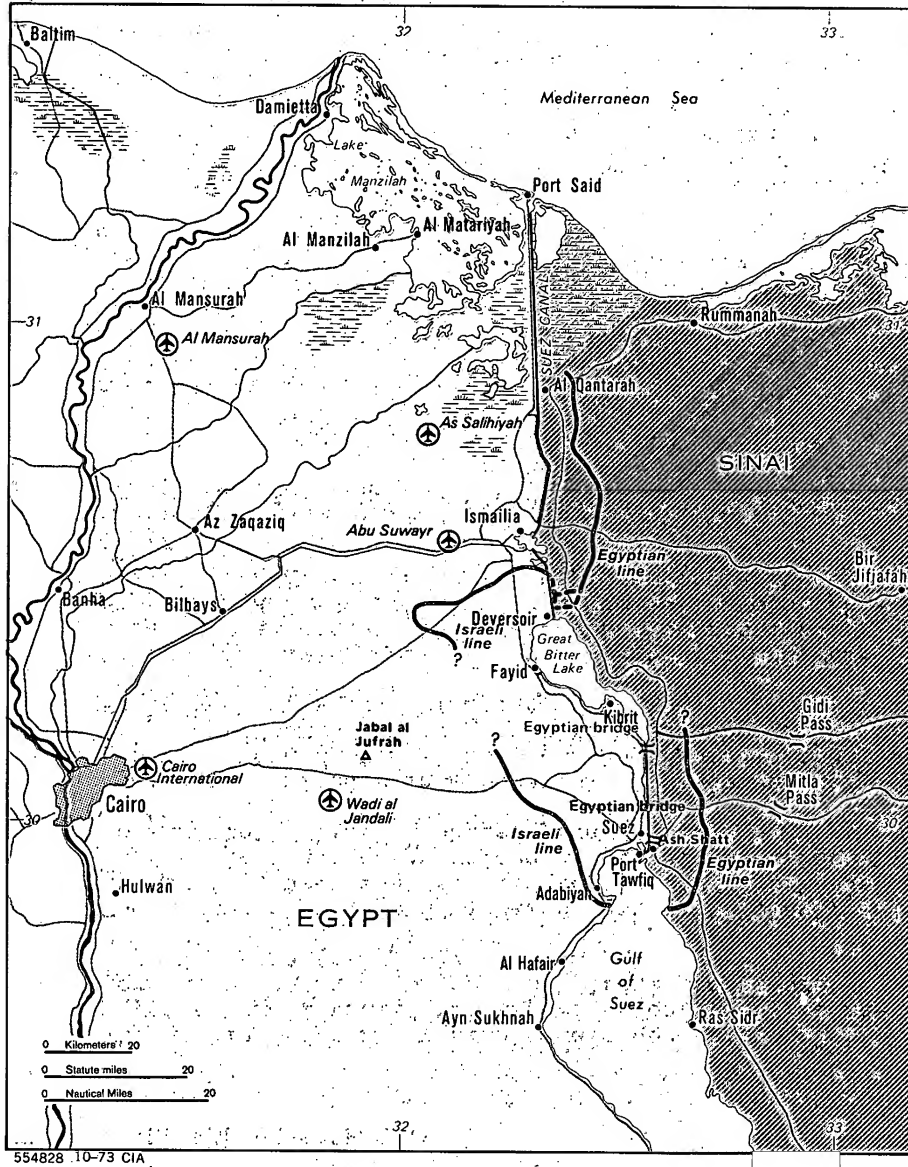 32
33
Baltim
Mediterranean Sea
Damietta
Lake
Manzilah
Port Said
Al Matariyah
Al Manzilah
Al Mansurah
31
Al Mansurah
SUEZ CANAL
Rummanah
31
Al Qantarah
As Salihiyah
SINAI
Ismailia
Az Zaqaziq
Abu Suwayr
Egyptian
line
Bir
Jifjafah
Banha
Bilbays
Deversoir
Israeli
line
?
Great
Bitter
Lake
Fayid
Kibrit
Gidi
Pass
Egyptian bridge
?
Jabal al
Jufrah
?
Cairo
International
Mitla
Pass
Cairo
Wadi al
Jandali
Egyptian bridge
30
30
Suez
Ash Shatt
Israeli
line
Port
Tawfiq
Egyptian
line
Hulwan
Adabiyah
EGYPT
Al Hafair
Gulf
of
Suez
Ayn Sukhnah
Ras Sidr
0 Kilometers 20
0 Statute miles 20
0 Nautical Miles 20
32
33
554828 10-73 CIA